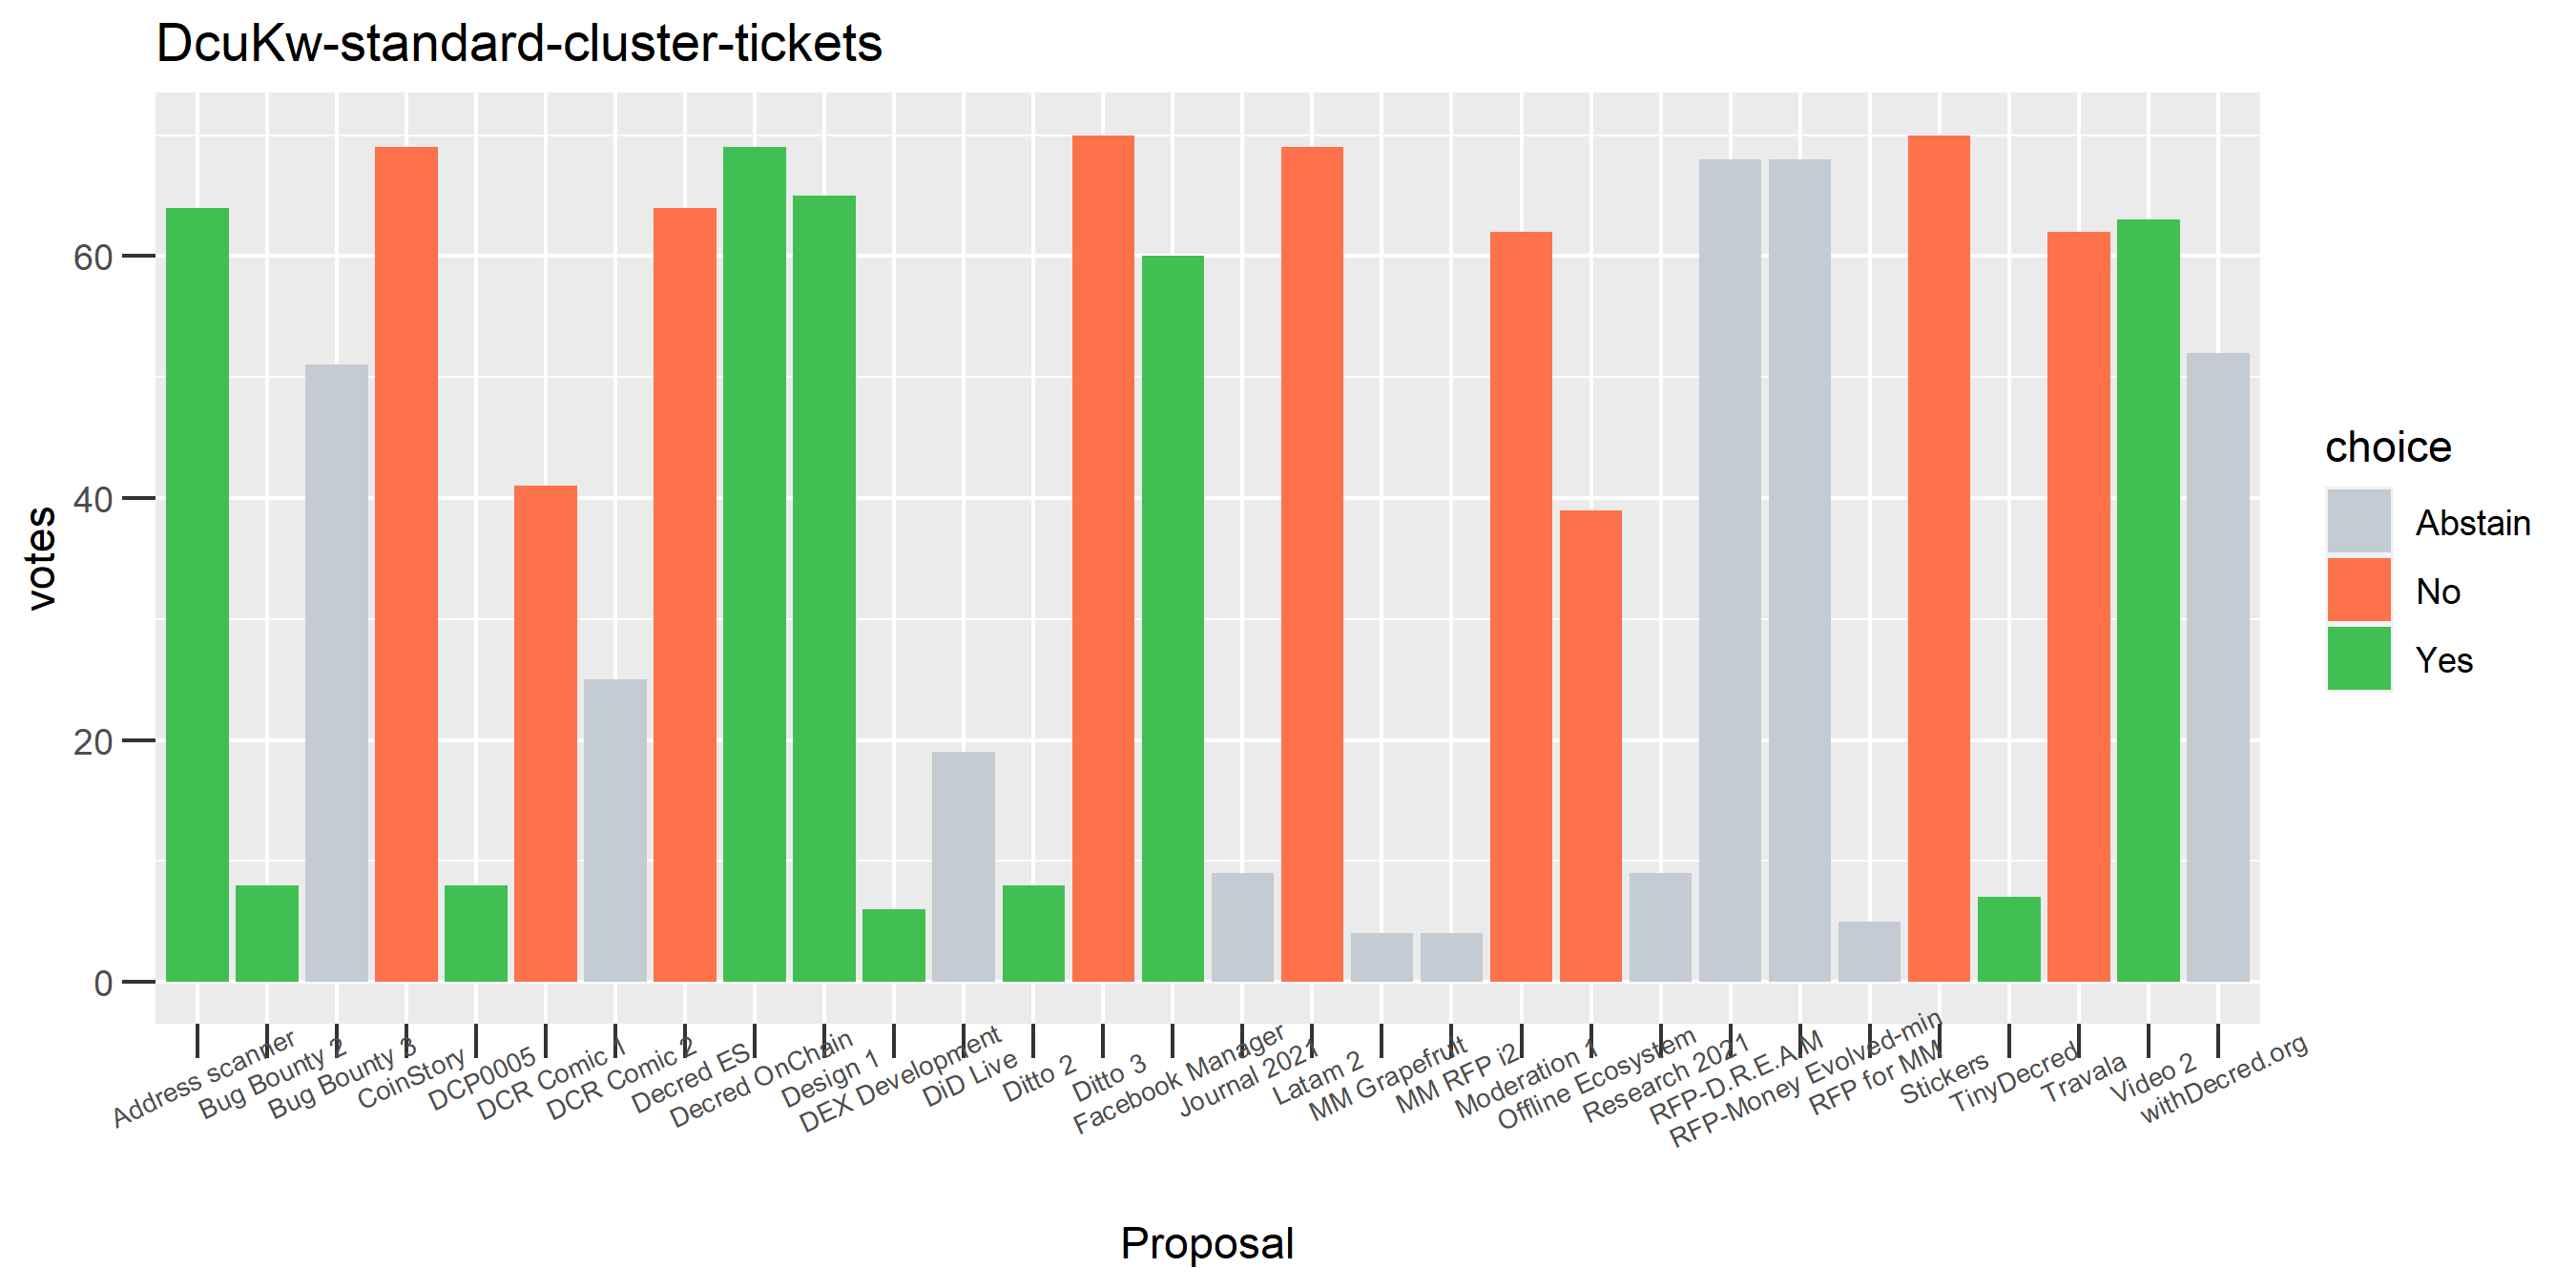 DcuKw-standard-cluster-tickets
votes
60
40
20
0
Address scanner
Bug Bounty 2
Bug Bounty 3
CoinStory
DCP0005
DCR Comic 1
DCR Comic 2
Decred ES
Decred OnChain
Design 1
DEX Development
DiD Live
Ditto 2
Ditto 3
Facebook Manager
Journal 2021
Latam 2
MM Grapefruit
MM RFP i2
Moderation 1
Offline Ecosystem
Research 2021
RFP-D.R.E.A.M
RFP-Money Evolved-min
RFP for MM
Stickers
TinyDecred
Travala
Video 2
withDecred.org
Proposal
choice
Abstain
No
Yes